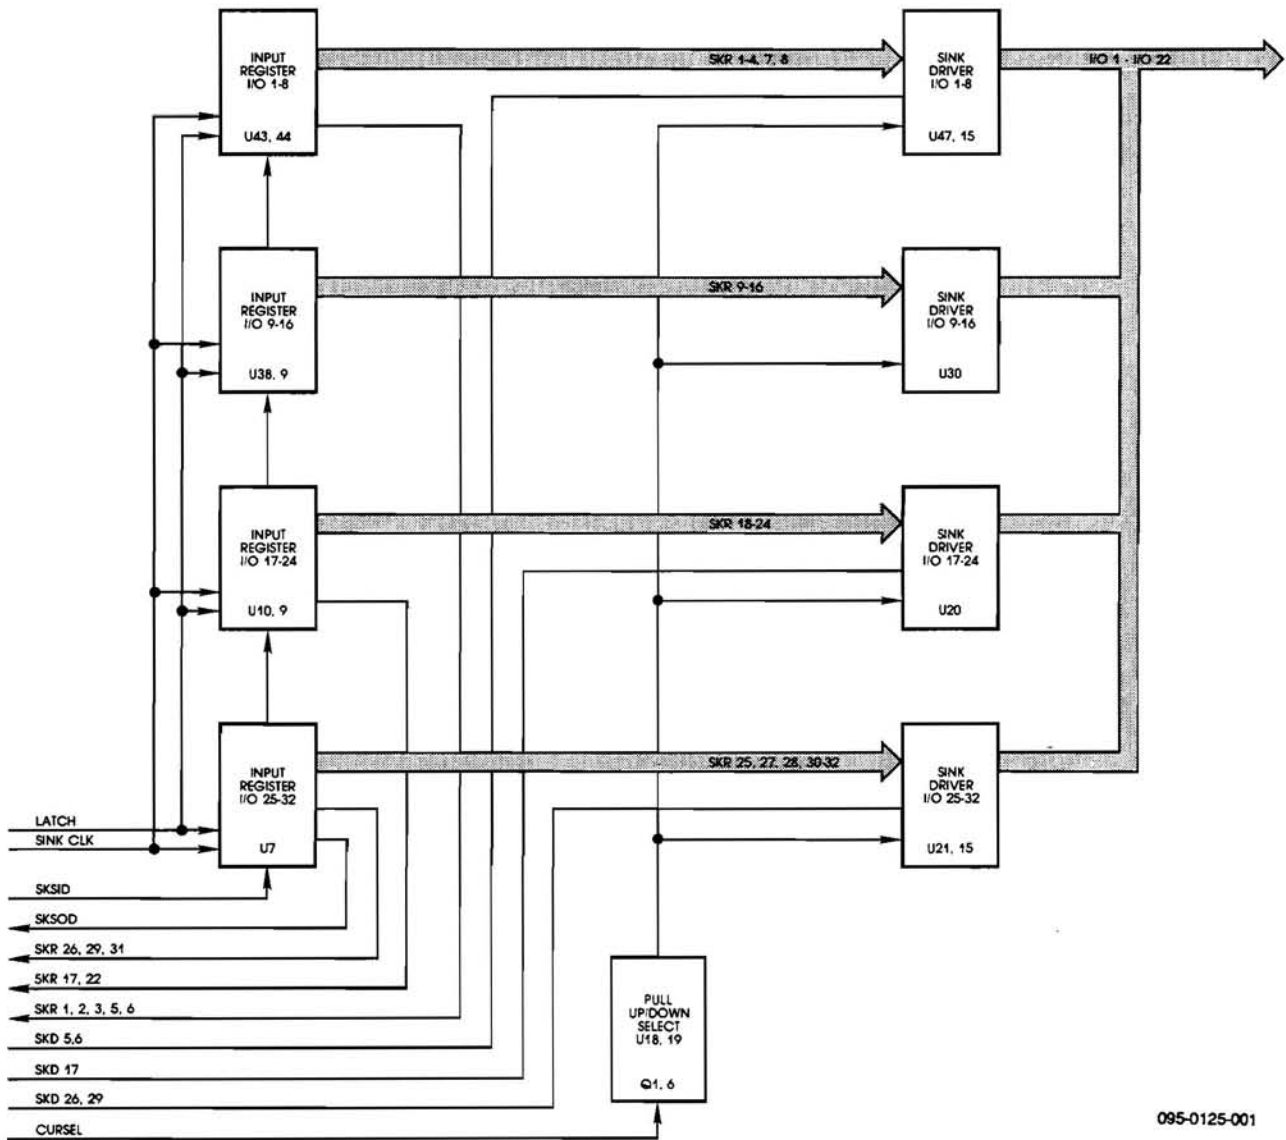 INPUT
REGISTER
I/O 1-8
U43, 44
SKR 1-4, 7, 8
SINK
DRIVER
I/O 1-8
U47, 15
I/O 1 - I/O 22
INPUT
REGISTER
I/O 9-16
U38, 9
SKR 9-16
SINK
DRIVER
I/O 9-16
U30
INPUT
REGISTER
I/O 17-24
U10, 9
SKR 18-24
SINK
DRIVER
I/O 17-24
U20
INPUT
REGISTER
I/O 25-32
U7
SKR 25, 27, 28, 30-32
SINK
DRIVER
I/O 25-32
U21, 15
LATCH
SINK CLK
SKSID
SKSOD
SKR 26, 29, 31
SKR 17, 22
SKR 1, 2, 3, 5, 6
SKD 5,6
SKD 17
SKD 26, 29
CURSEL
PULL
UP/DOWN
SELECT
U18, 19
Q1, 6
095-0125-001